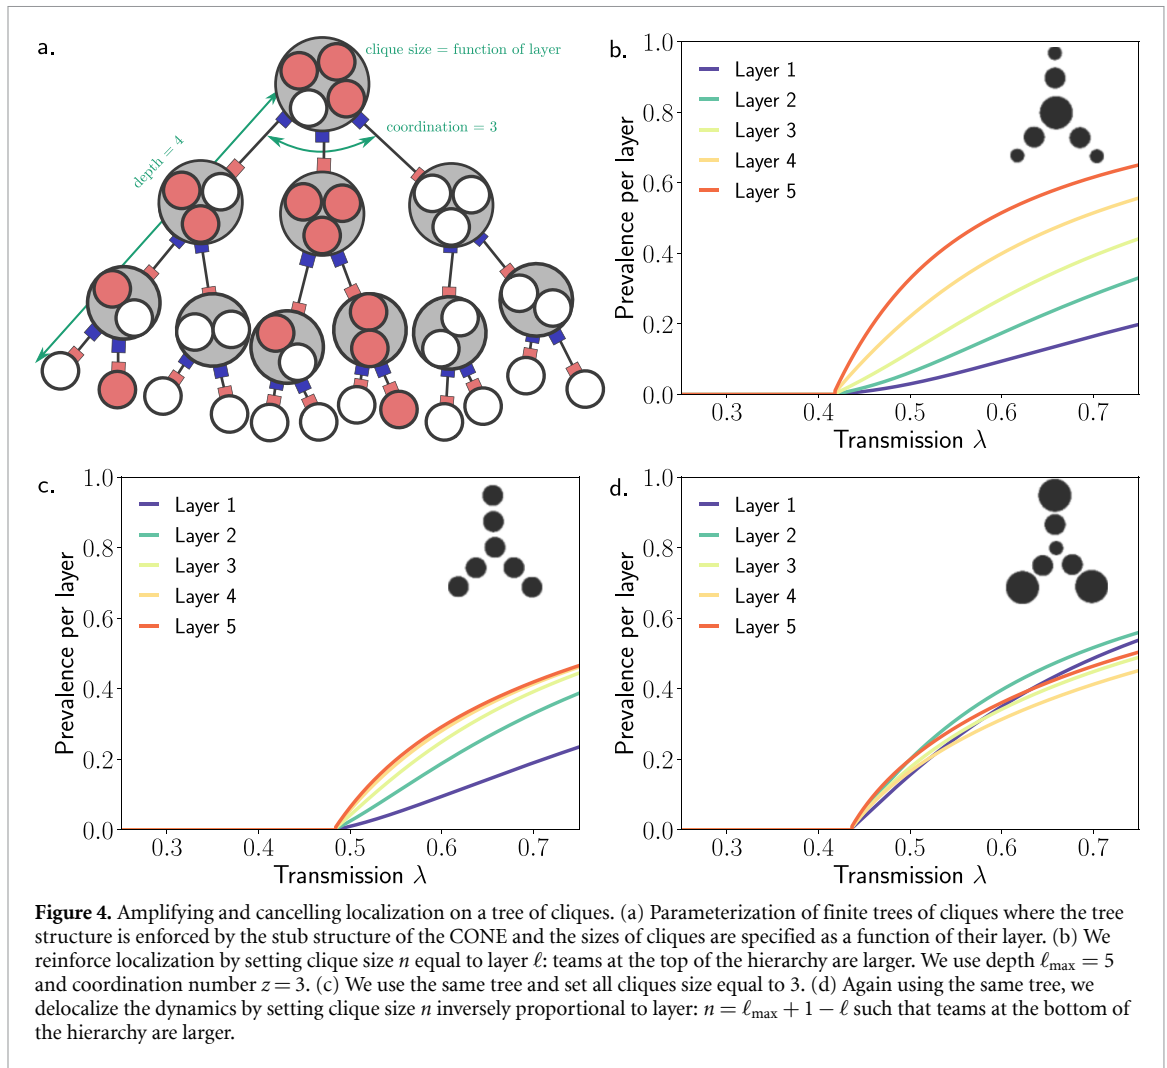 a.
clique size = function of layer
coordination = 3
depth = 4
b.
1.0
0.8
0.6
0.4
0.2
0.0
Prevalence per layer
Layer 1
Layer 2
Layer 3
Layer 4
Layer 5
0.3 0.4 0.5 0.6 0.7
Transmission λ
c.
1.0
0.8
0.6
0.4
0.2
0.0
Prevalence per layer
Layer 1
Layer 2
Layer 3
Layer 4
Layer 5
0.3 0.4 0.5 0.6 0.7
Transmission λ
d.
1.0
0.8
0.6
0.4
0.2
0.0
Prevalence per layer
Layer 1
Layer 2
Layer 3
Layer 4
Layer 5
0.3 0.4 0.5 0.6 0.7
Transmission λ
Figure 4. Amplifying and cancelling localization on a tree of cliques. (a) Parameterization of finite trees of cliques where the tree
structure is enforced by the stub structure of the CONE and the sizes of cliques are specified as a function of their layer. (b) We
reinforce localization by setting clique size n equal to layer ℓ: teams at the top of the hierarchy are larger. We use depth ℓmax = 5
and coordination number z = 3. (c) We use the same tree and set all cliques size equal to 3. (d) Again using the same tree, we
delocalize the dynamics by setting clique size n inversely proportional to layer: n = ℓmax + 1 − ℓ such that teams at the bottom of
the hierarchy are larger.